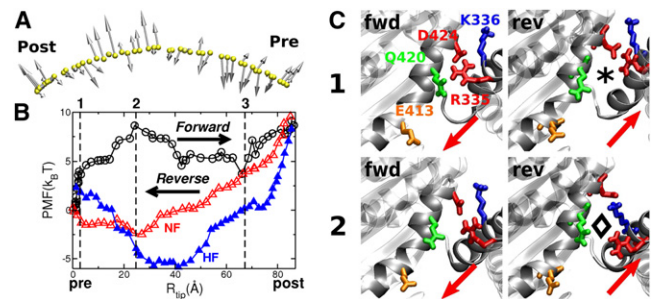 A
Post
Pre
B
1
2
3
PMF(kBT)
10
5
0
-5
Forward
Reverse
NF
HF
0
20
40
60
80
pre
Rtip(Å)
post
C
fwd
rev
K336
D424
Q420
R335
E413
1
*
fwd
rev
2